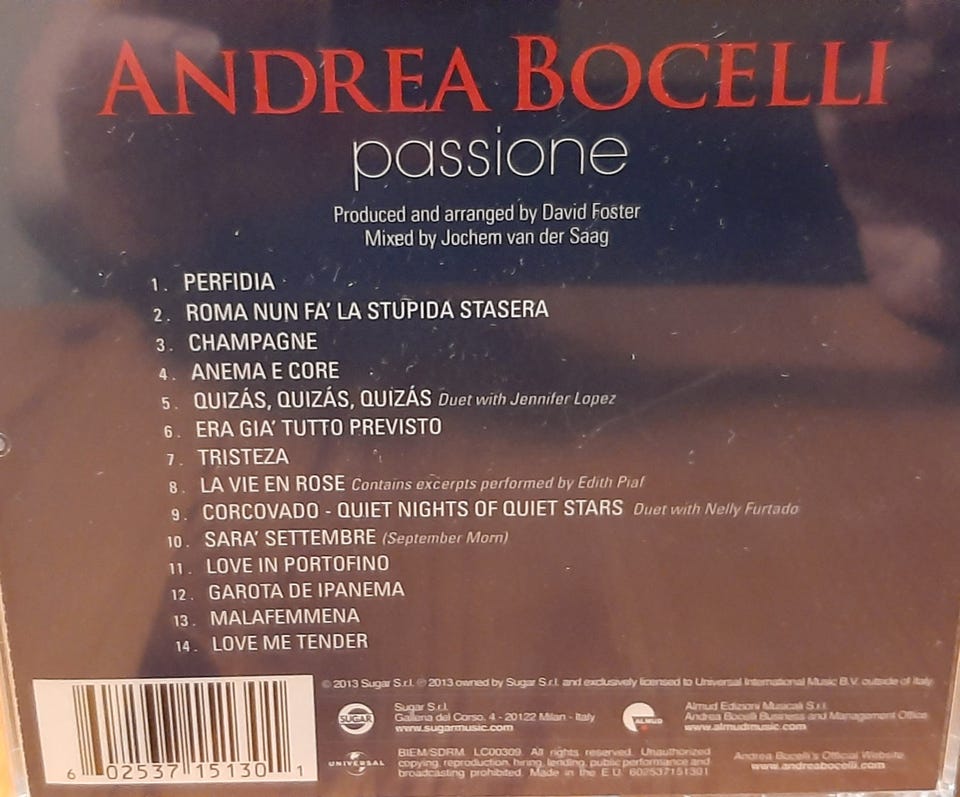 ANDREA BOCELLI
passione
Produced and arranged by David Foster
Mixed by Jochem van der Saag
1. PERFIDIA
2. ROMA NUN FA' LA STUPIDA STASERA
3. CHAMPAGNE
4. ANEMA E CORE
5. QUIZÁS, QUIZÁS, QUIZÁS Duet with Jennifer Lopez
6. ERA GIA' TUTTO PREVISTO
7. TRISTEZA
8. LA VIE EN ROSE Contains excerpts performed by Edith Piaf
9. CORCOVADO - QUIET NIGHTS OF QUIET STARS Duet with Nelly Furtado
10. SARA' SETTEMBRE (September Morn)
11. LOVE IN PORTOFINO
12. GAROTA DE IPANEMA
13. MALAFEMMENA
14. LOVE ME TENDER
© 2013 Sugar S.r.l. ℗ 2013 owned by Sugar S.r.l. and exclusively licensed to Universal International Music B.V. outside of Italy
SUGAR
Sugar S.r.l.
Galleria del Corso, 4 - 20122 Milan - Italy
www.sugarmusic.com
ALMUD
Almud Edizioni Musicali S.r.l.
Andrea Bocelli Business and Management Office
www.almudmusic.com
UNIVERSAL
BIEM/SDRM LC00309. All rights reserved. Unauthorized
copying, reproduction, hiring, lending, public performance and
broadcasting prohibited. Made in the E.U. 602537151301
Andrea Bocelli's Official Website
www.andreabocelli.com
6 02537 15130 1